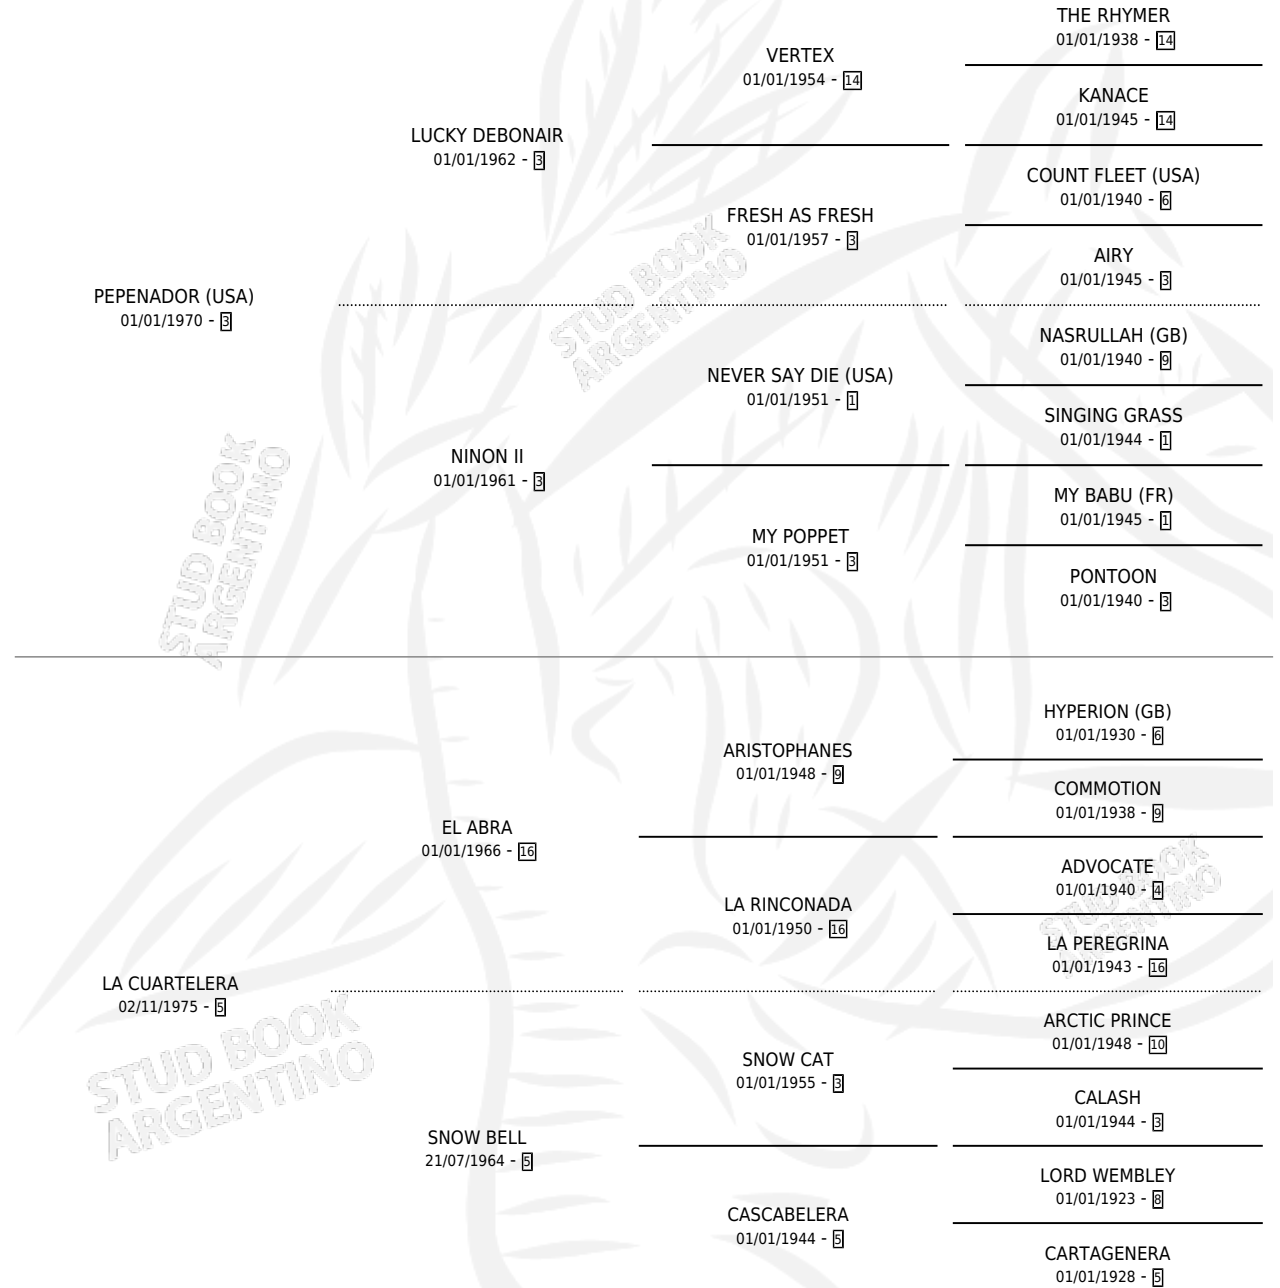 THE RHYMER
01/01/1938 - 14
VERTEX
01/01/1954 - 14
KANACE
01/01/1945 - 14
LUCKY DEBONAIR
01/01/1962 - 3
COUNT FLEET (USA)
01/01/1940 - 6
FRESH AS FRESH
01/01/1957 - 3
AIRY
01/01/1945 - 3
PEPENADOR (USA)
01/01/1970 - 3
STUD BOOK
ARGENTINO
NASRULLAH (GB)
01/01/1940 - 9
NEVER SAY DIE (USA)
01/01/1951 - 1
SINGING GRASS
01/01/1944 - 1
NINON II
01/01/1961 - 3
STUD BOOK
ARGENTINO
MY BABU (FR)
01/01/1945 - 1
MY POPPET
01/01/1951 - 3
PONTOON
01/01/1940 - 3
HYPERION (GB)
01/01/1930 - 6
ARISTOPHANES
01/01/1948 - 9
COMMOTION
01/01/1938 - 9
EL ABRA
01/01/1966 - 16
ADVOCATE
01/01/1940 - 4
LA RINCONADA
01/01/1950 - 16
STUD BOOK
ARGENTINO
LA PEREGRINA
01/01/1943 - 16
LA CUARTELERA
02/11/1975 - 5
STUD BOOK
ARGENTINO
ARCTIC PRINCE
01/01/1948 - 10
SNOW CAT
01/01/1955 - 3
CALASH
01/01/1944 - 3
SNOW BELL
21/07/1964 - 5
LORD WEMBLEY
01/01/1923 - 8
CASCABELERA
01/01/1944 - 5
CARTAGENERA
01/01/1928 - 5